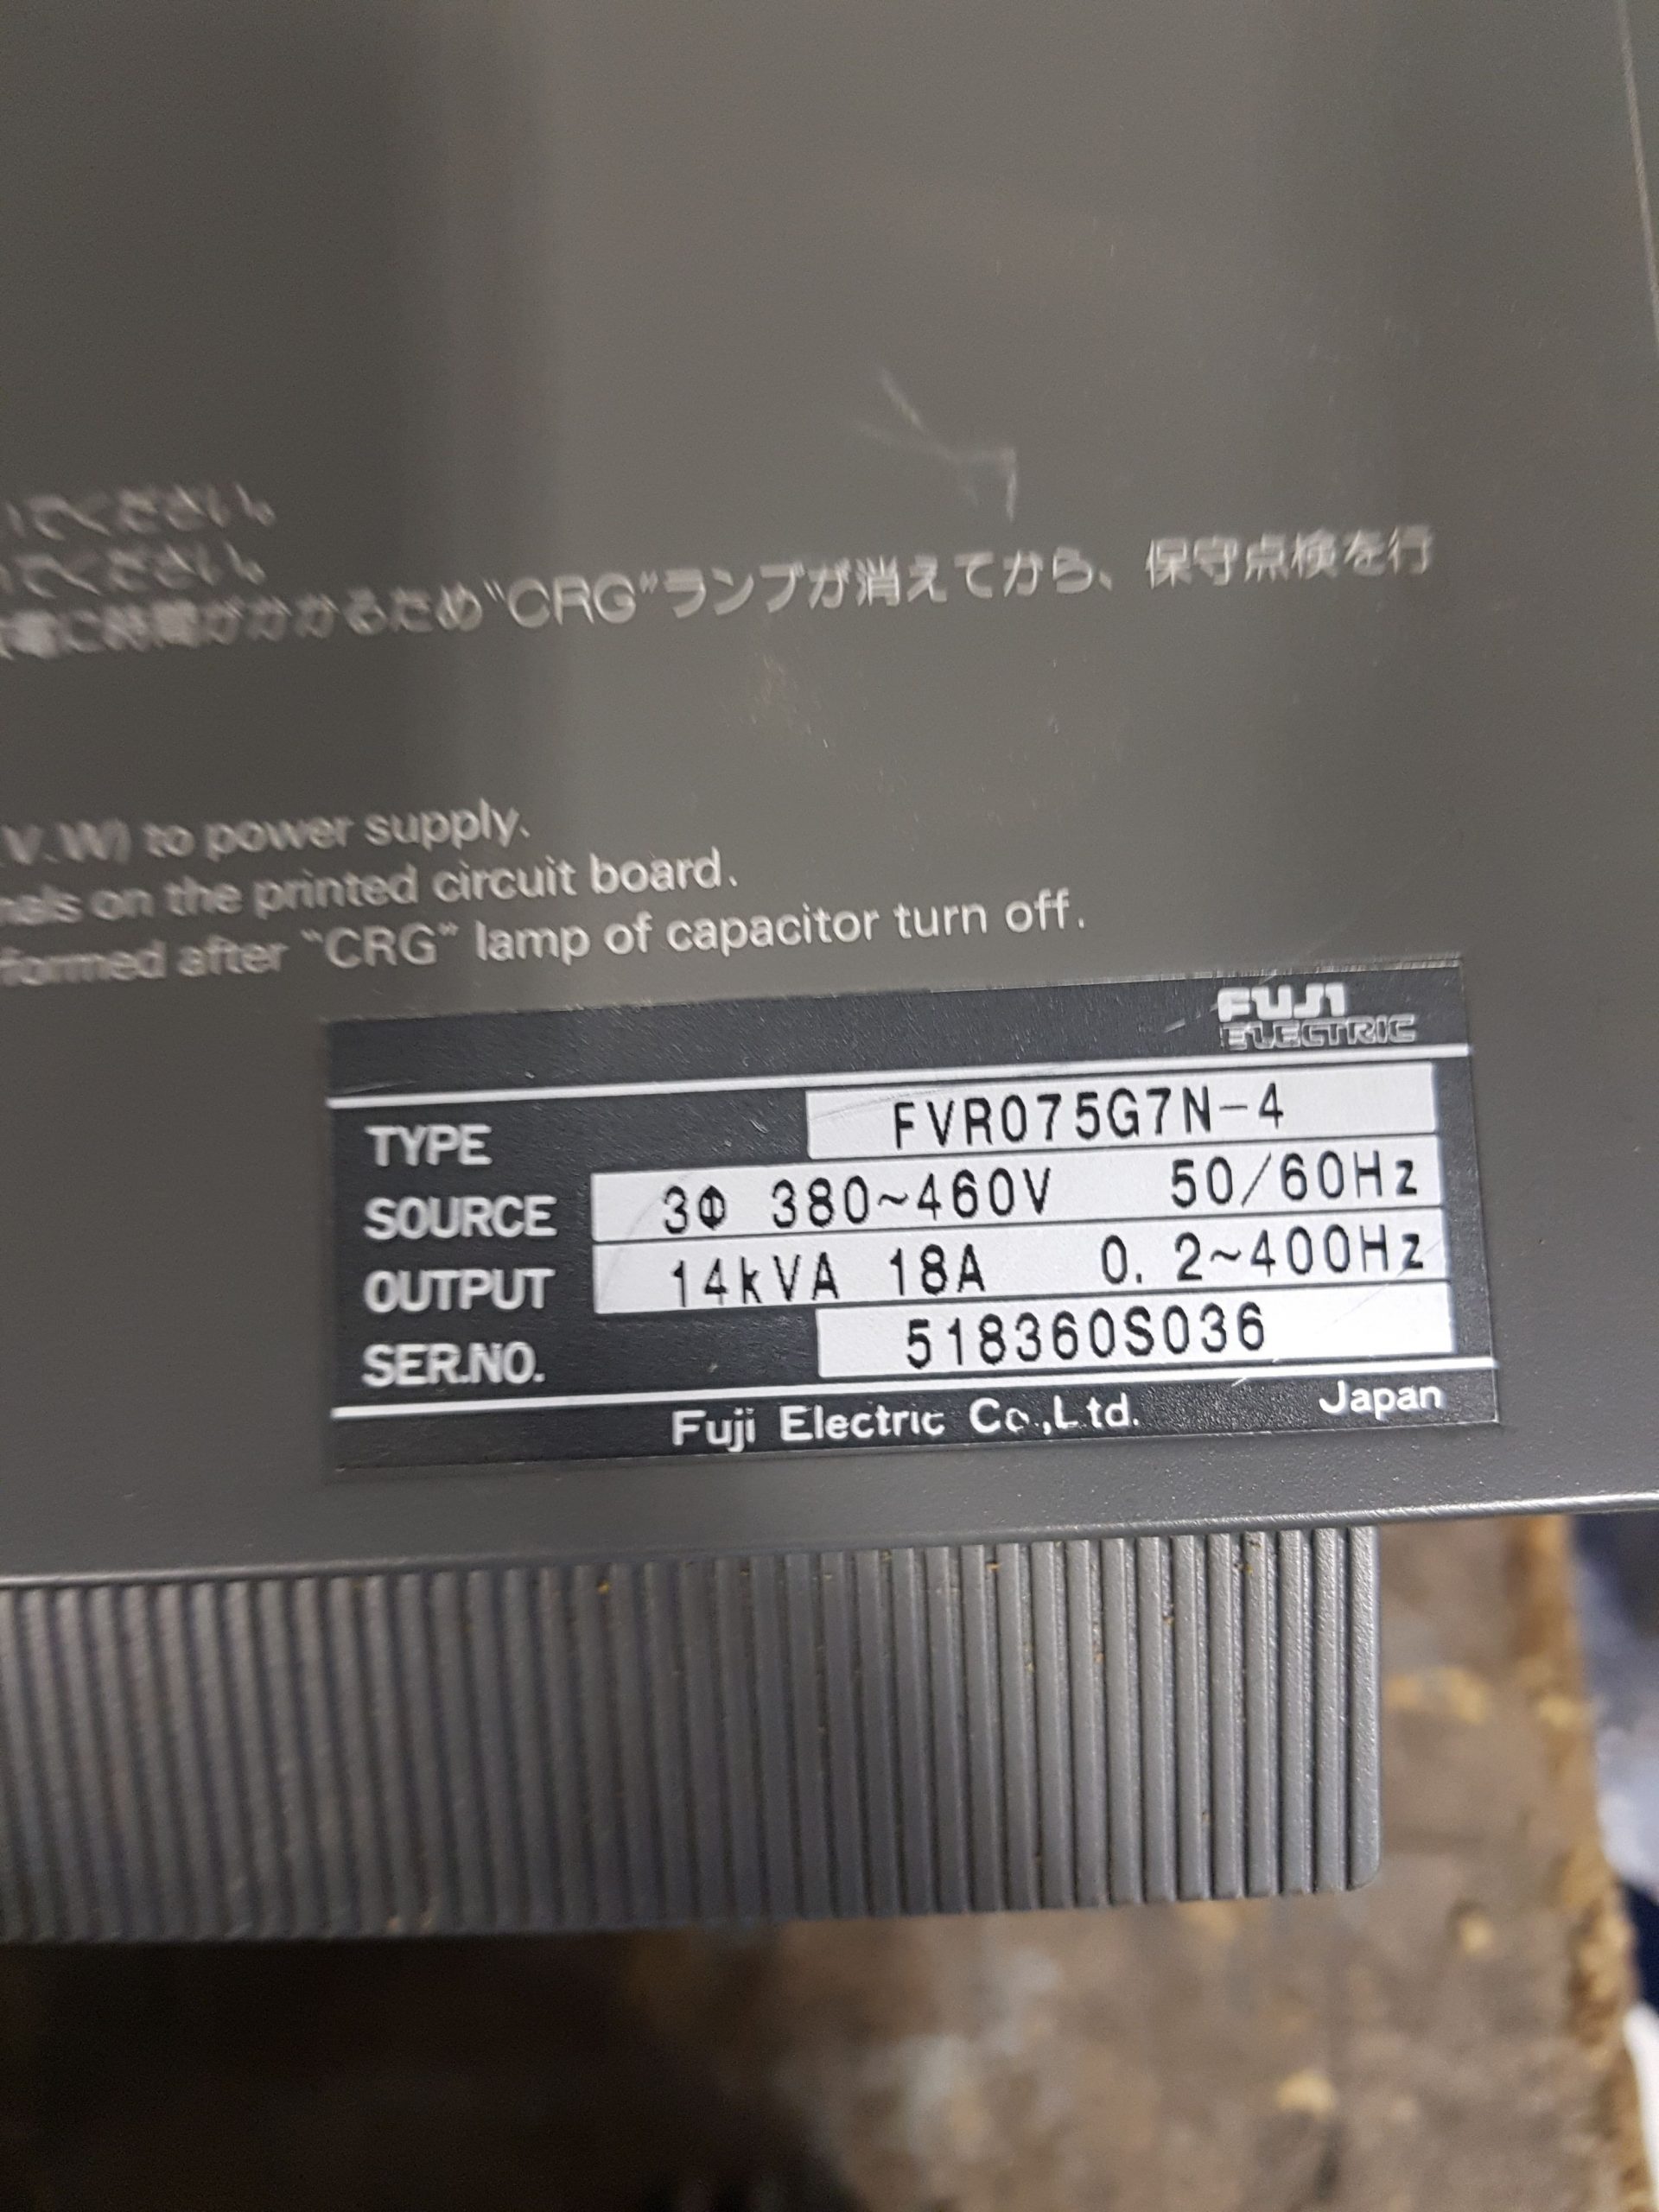 いでください。
いでください。
電に時間がかかるため"CRG"ランプが消えてから、保守点検を行
V.W) to power supply.
nals on the printed circuit board.
formed after "CRG" lamp of capacitor turn off.
FUJI
ELECTRIC
TYPE FVR075G7N-4
SOURCE 3Φ 380~460V 50/60Hz
OUTPUT 14kVA 18A 0.2~400Hz
SER.NO. 518360S036
Fuji Electric Co.,Ltd. Japan